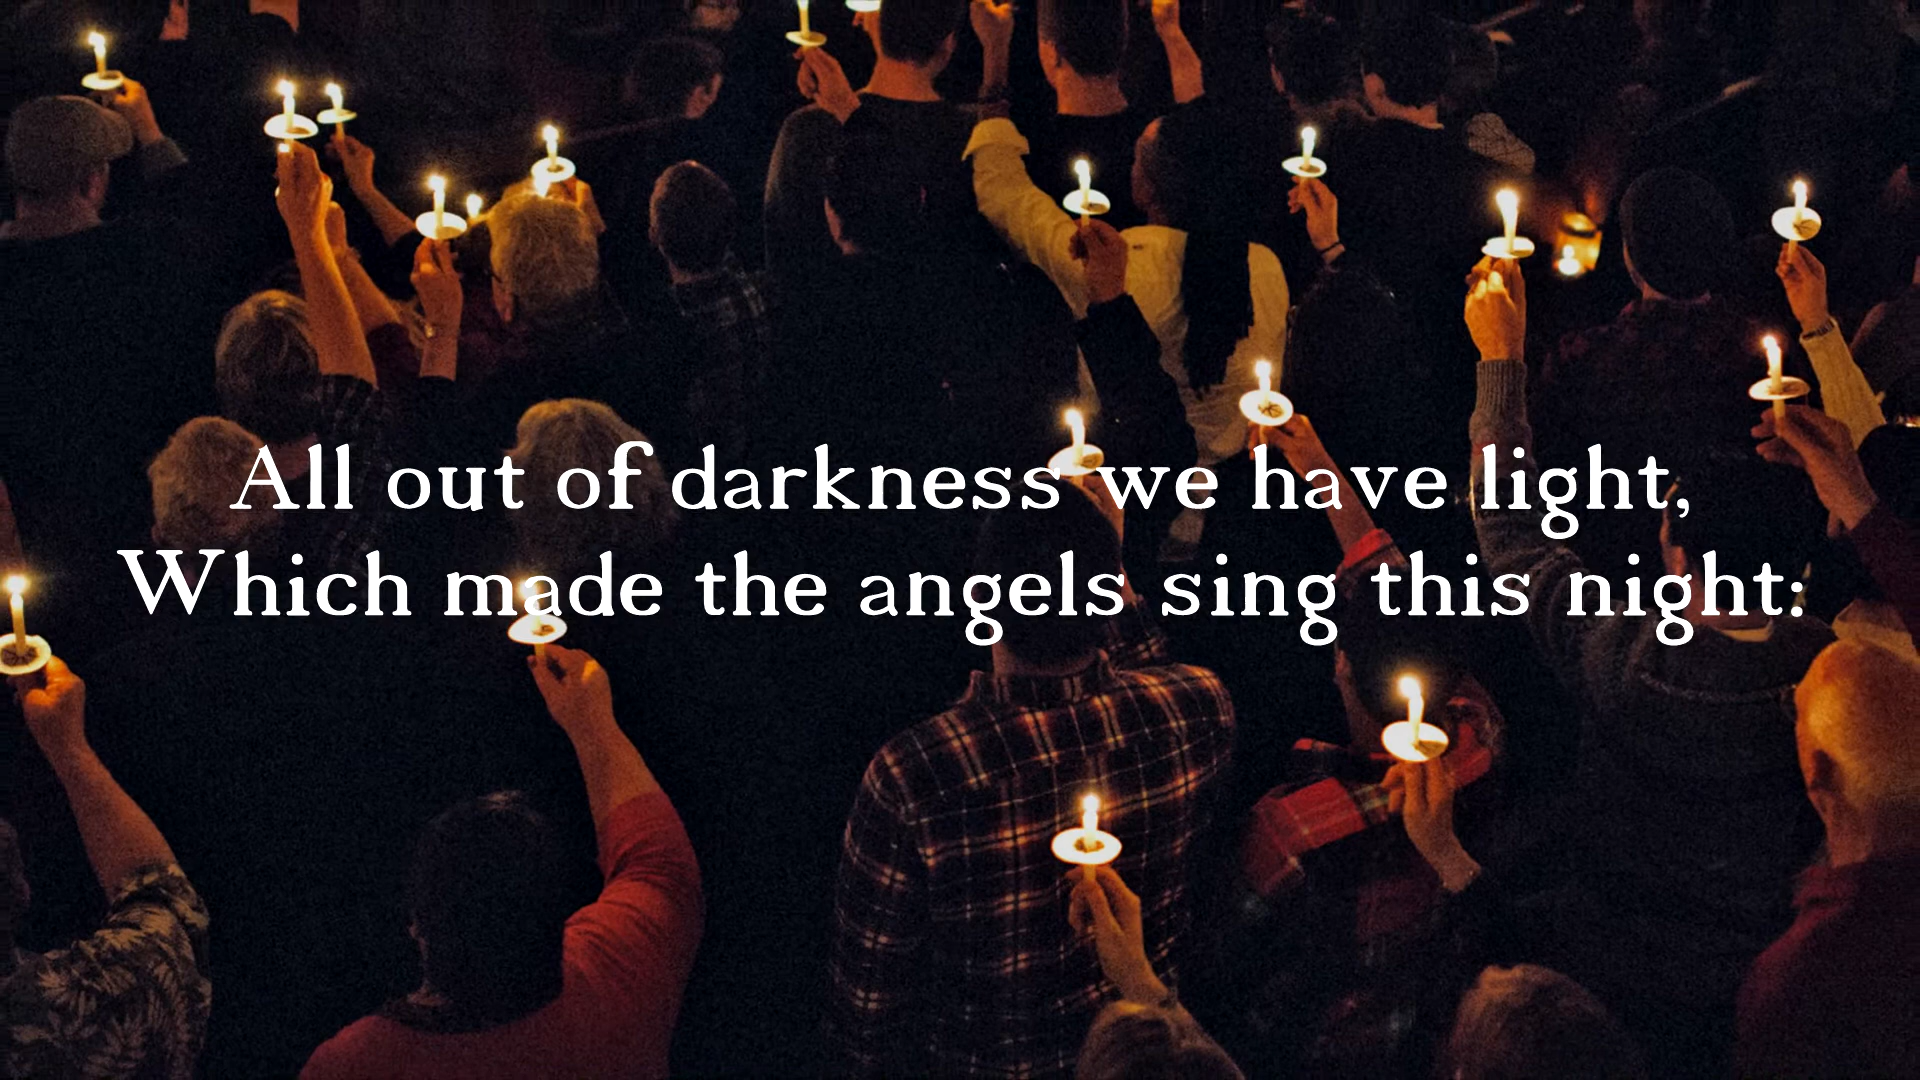 All out of darkness we have light,
Which made the angels sing this night: